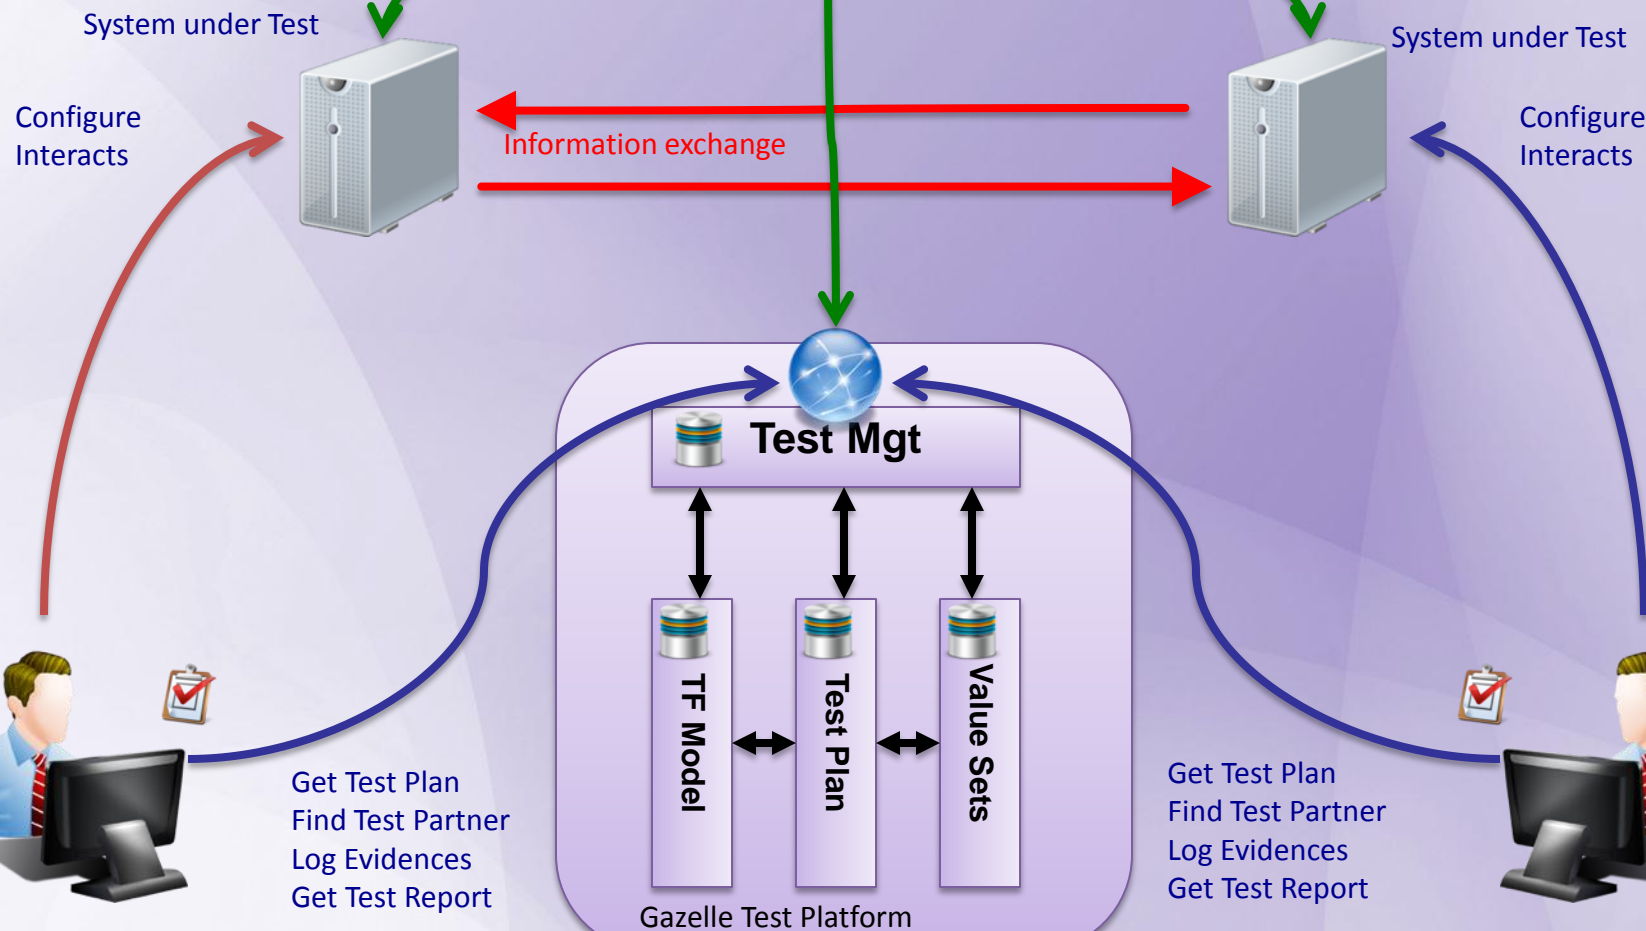 System under Test
System under Test
Configure
Interacts
Configure
Interacts
Information exchange
Test Mgt
TF Model
Test Plan
Value Sets
Get Test Plan
Find Test Partner
Log Evidences
Get Test Report
Get Test Plan
Find Test Partner
Log Evidences
Get Test Report
Gazelle Test Platform